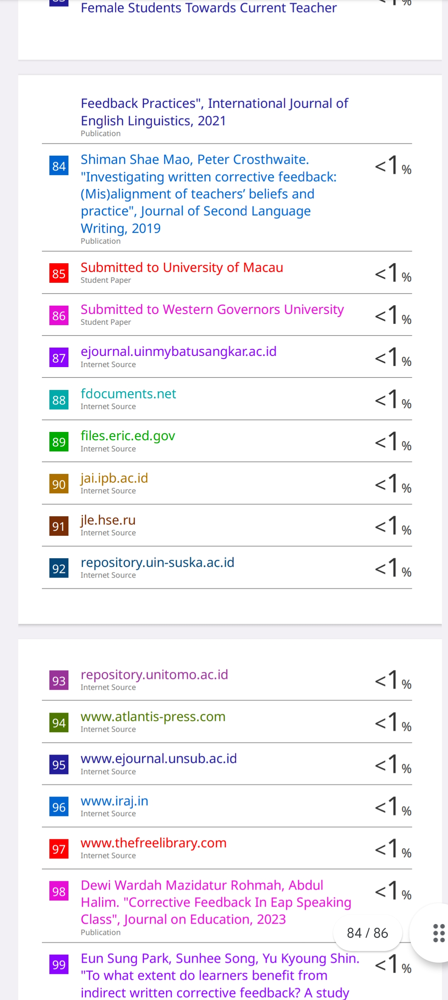 Female Students Towards Current Teacher
Feedback Practices", International Journal of
English Linguistics, 2021
Publication
84
Shiman Shae Mao, Peter Crosthwaite.
"Investigating written corrective feedback:
(Mis)alignment of teachers’ beliefs and
practice", Journal of Second Language
Writing, 2019
Publication
<1%
85
Submitted to University of Macau
Student Paper
<1%
86
Submitted to Western Governors University
Student Paper
<1%
87
ejournal.uinmybatusangkar.ac.id
Internet Source
<1%
88
fdocuments.net
Internet Source
<1%
89
files.eric.ed.gov
Internet Source
<1%
90
jai.ipb.ac.id
Internet Source
<1%
91
jle.hse.ru
Internet Source
<1%
92
repository.uin-suska.ac.id
Internet Source
<1%
93
repository.unitomo.ac.id
Internet Source
<1%
94
www.atlantis-press.com
Internet Source
<1%
95
www.ejournal.unsub.ac.id
Internet Source
<1%
96
www.iraj.in
Internet Source
<1%
97
www.thefreelibrary.com
Internet Source
<1%
98
Dewi Wardah Mazidatur Rohmah, Abdul
Halim. "Corrective Feedback In Eap Speaking
Class", Journal on Education, 2023
Publication
<1%
84 / 86
99
Eun Sung Park, Sunhee Song, Yu Kyoung Shin.
"To what extent do learners benefit from
indirect written corrective feedback? A study
<1%